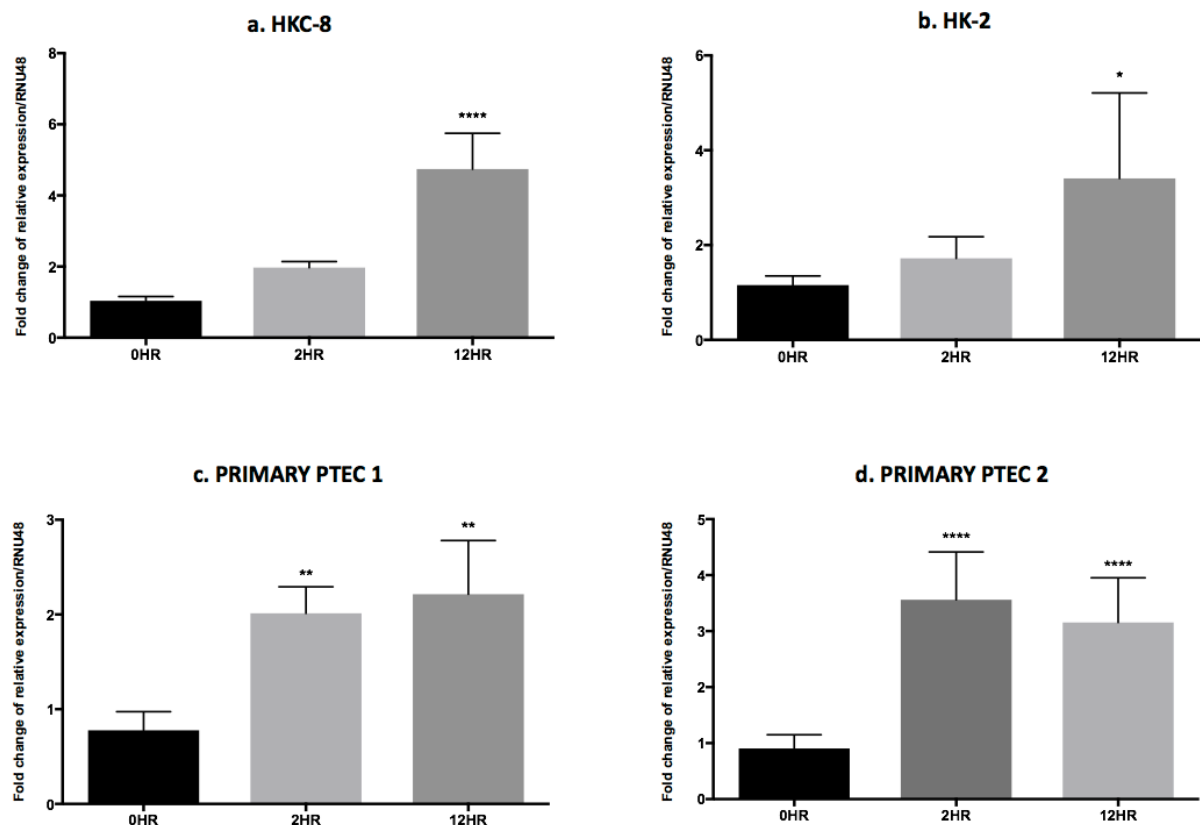 a. HKC-8
Fold change of relative expression/RNU48
8
6
4
2
0
****
0HR
2HR
12HR
b. HK-2
Fold change of relative expression/RNU48
6
4
2
0
*
0HR
2HR
12HR
c. PRIMARY PTEC 1
Fold change of relative expression/RNU48
3
2
1
0
**
**
0HR
2HR
12HR
d. PRIMARY PTEC 2
Fold change of relative expression/RNU48
5
4
3
2
1
0
****
****
0HR
2HR
12HR